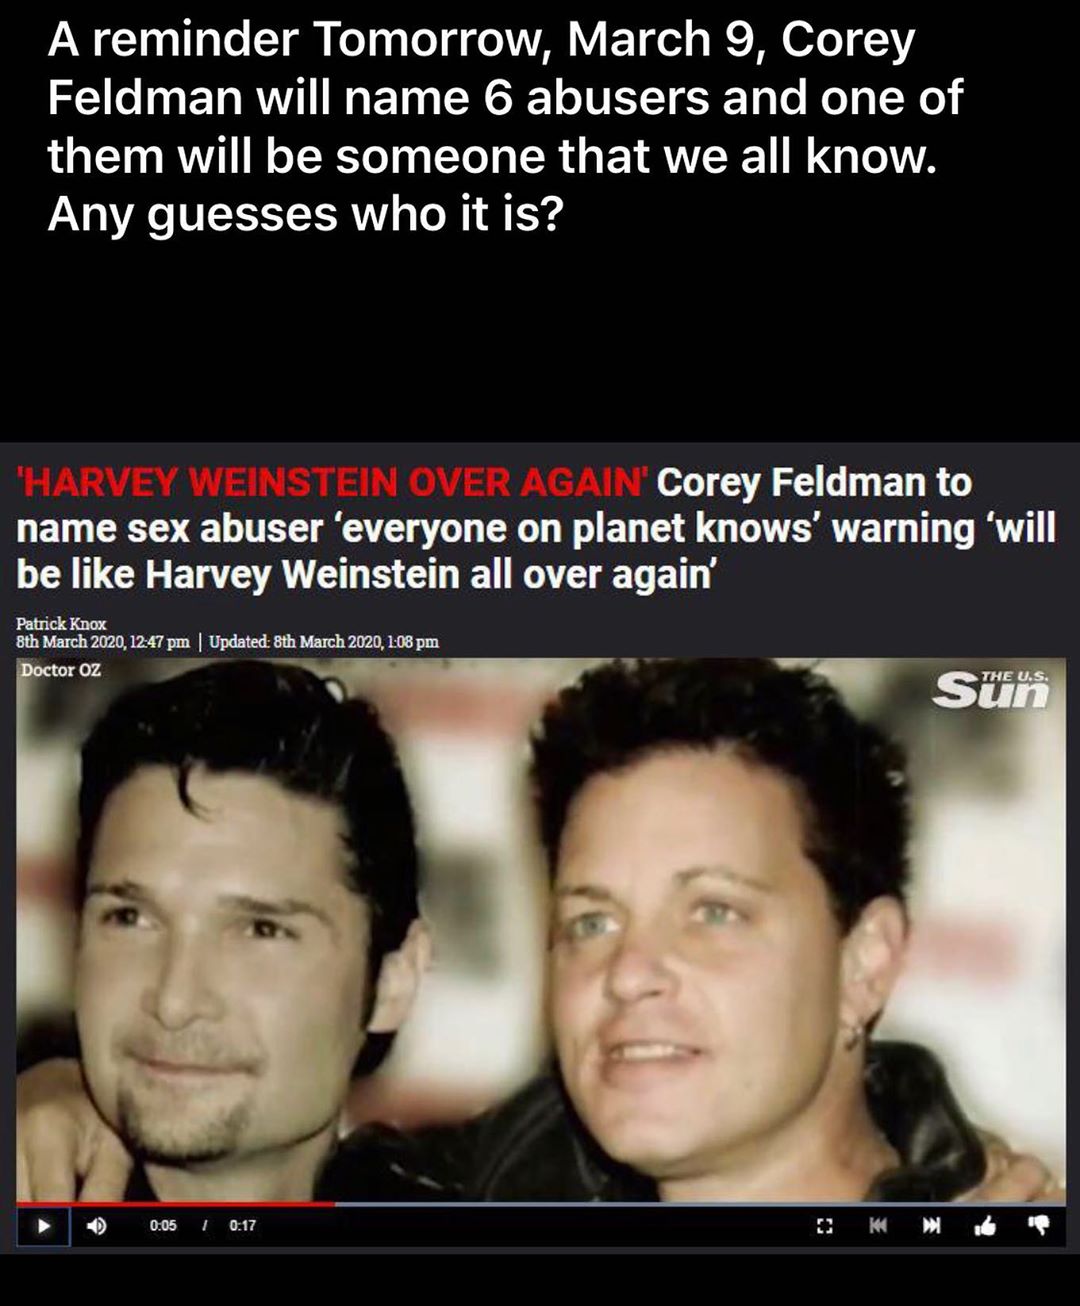 A reminder Tomorrow, March 9, Corey
Feldman will name 6 abusers and one of
them will be someone that we all know.
Any guesses who it is?
'HARVEY WEINSTEIN OVER AGAIN' Corey Feldman to
name sex abuser ‘everyone on planet knows’ warning ‘will
be like Harvey Weinstein all over again’
Patrick Knox
8th March 2020, 12:47 pm | Updated: 8th March 2020, 1:08 pm
Doctor OZ
THE U.S.
Sun
0:05 / 0:17